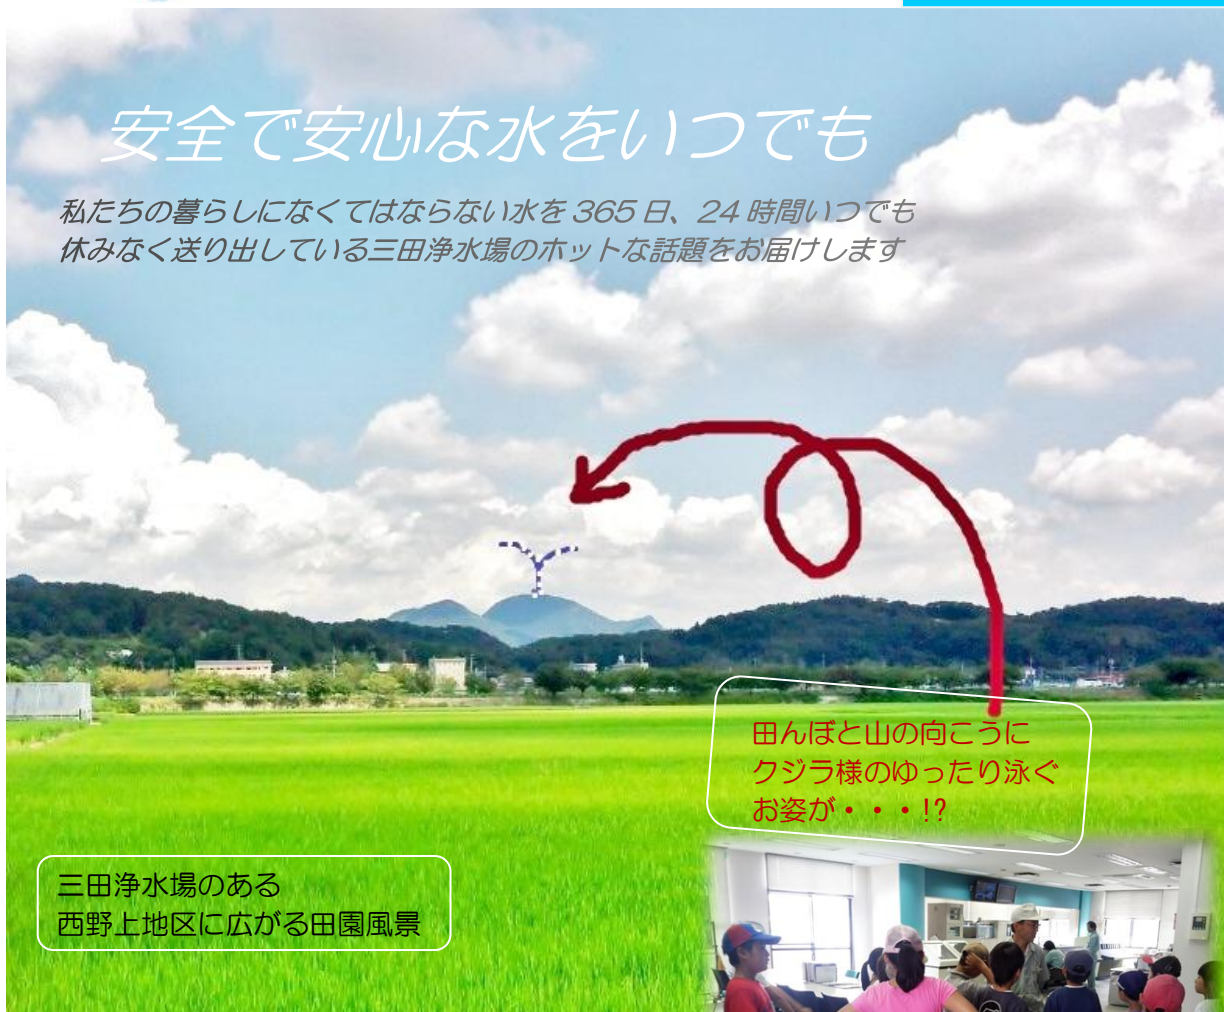 安全で安心な水をいつでも
私たちの暮らしになくてはならない水を 365 日、24 時間いつでも
休みなく送り出している三田浄水場のホットな話題をお届けします
田んぼと山の向こうに
クジラ様のゆったり泳ぐ
お姿が・・・!?
三田浄水場のある
西野上地区に広がる田園風景